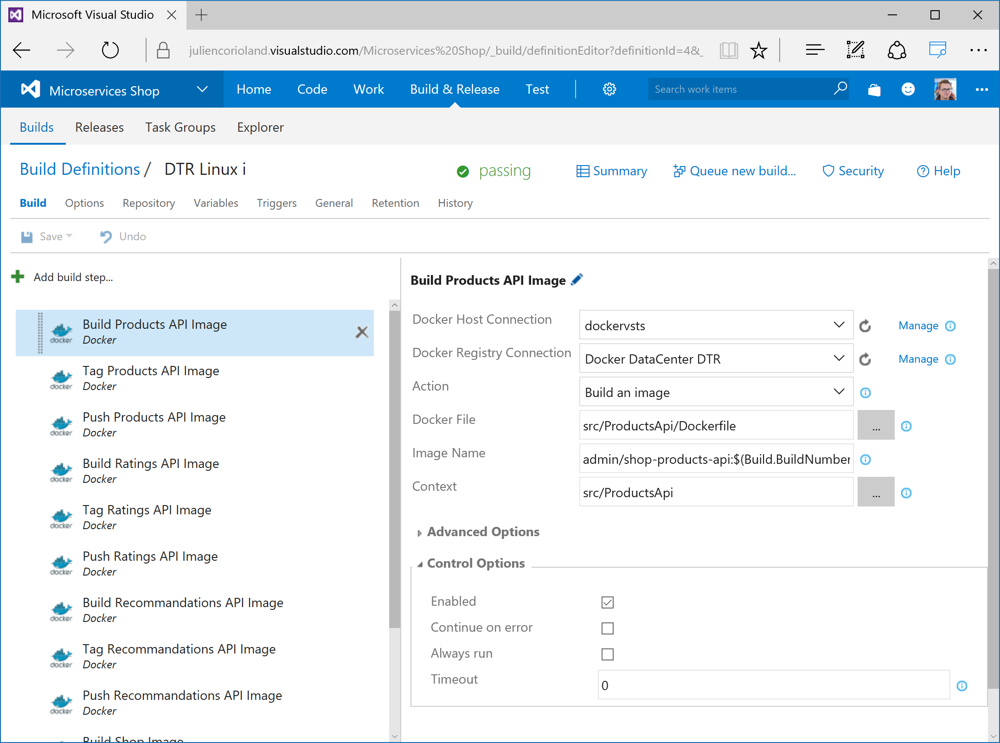 Microsoft Visual Studio
juliencorioland.visualstudio.com/Microservices%20Shop/_build/definitionEditor?definitionId=4&_
Microservices Shop Home Code Work Build & Release Test Search work items
Builds Releases Task Groups Explorer
Build Definitions / DTR Linux i passing Summary Queue new build... Security Help
Build Options Repository Variables Triggers General Retention History
Save Undo
Add build step...
Build Products API Image
Docker
Tag Products API Image
Docker
Push Products API Image
Docker
Build Ratings API Image
Docker
Tag Ratings API Image
Docker
Push Ratings API Image
Docker
Build Recommandations API Image
Docker
Tag Recommandations API Image
Docker
Push Recommandations API Image
Docker
Build Shop Image
docker
docker
docker
docker
docker
docker
docker
docker
docker
Build Products API Image
Docker Host Connection dockervsts Manage
Docker Registry Connection Docker DataCenter DTR Manage
Action Build an image
Docker File src/ProductsApi/Dockerfile ...
Image Name admin/shop-products-api:$(Build.BuildNumber
Context src/ProductsApi ...
Advanced Options
Control Options
Enabled
Continue on error
Always run
Timeout 0